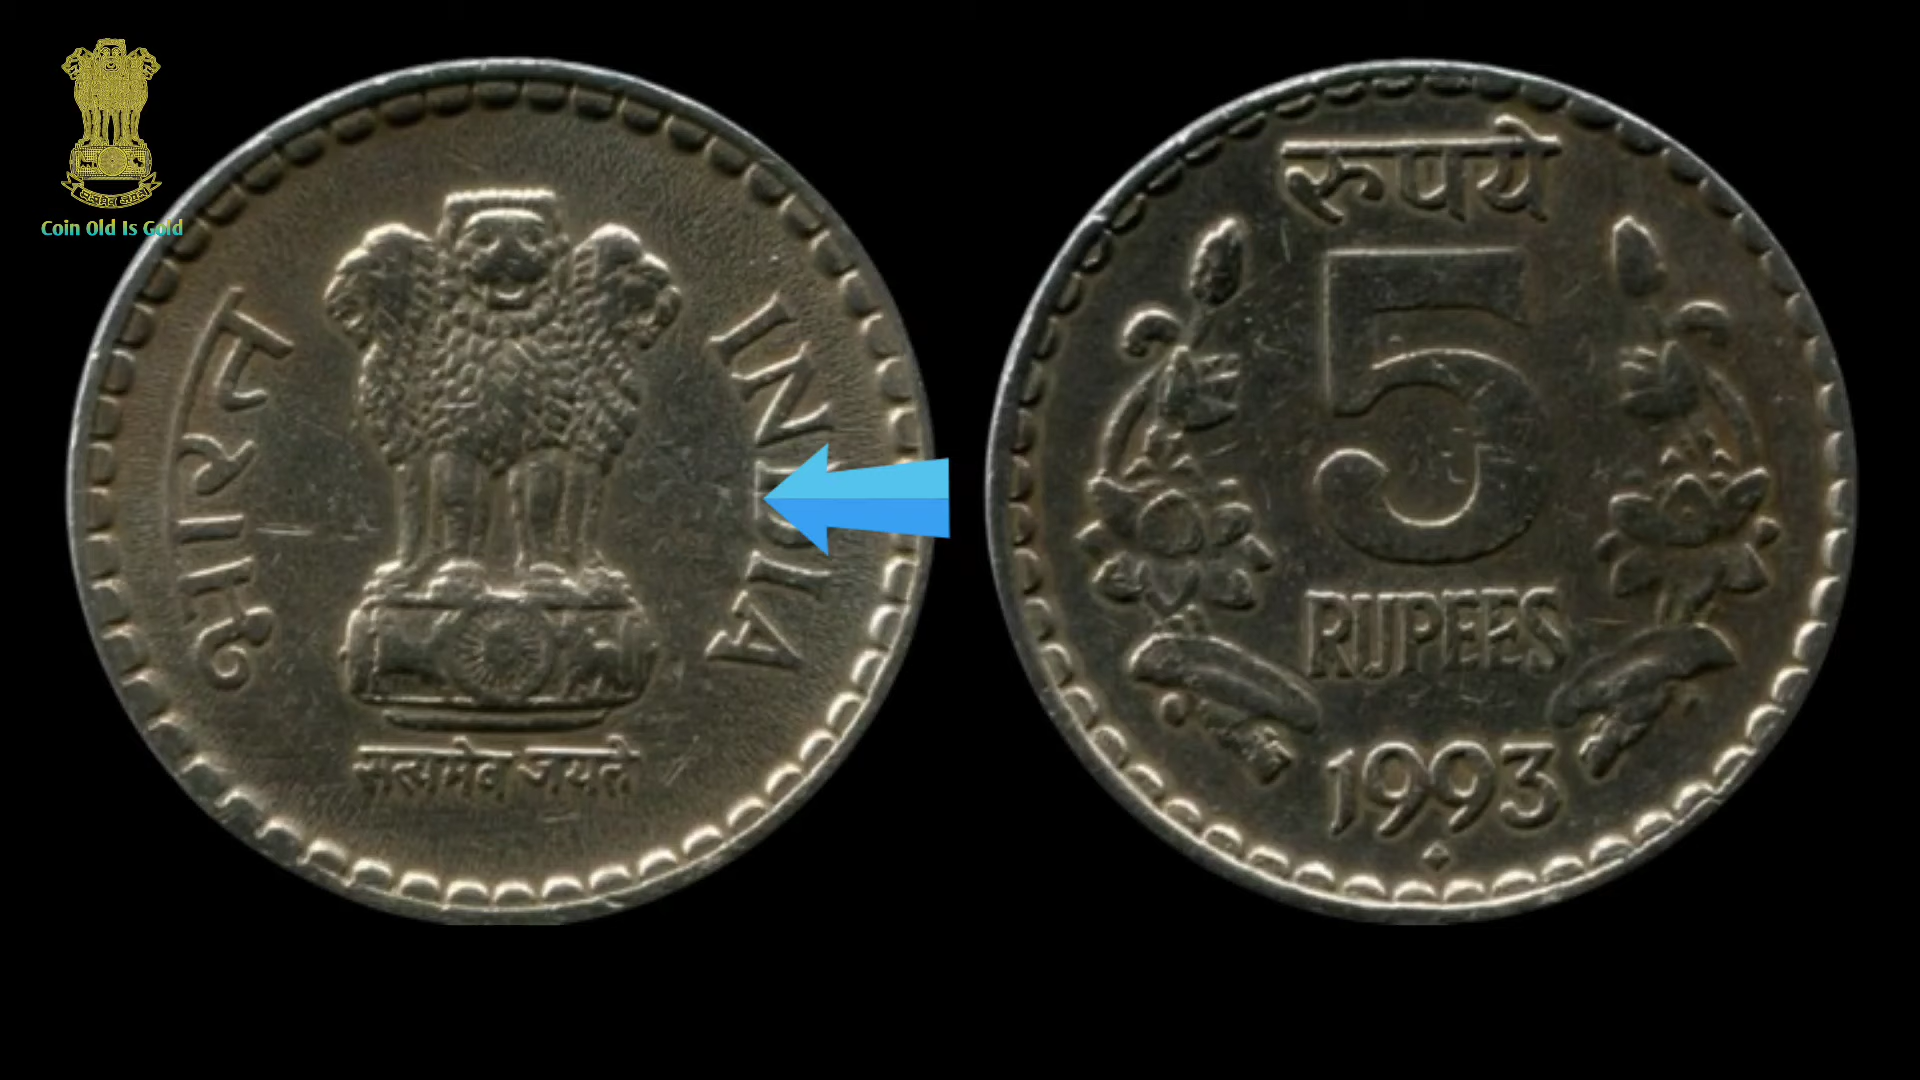 Coin Old Is Gold
भारत
INDIA
सत्यमेव जयते
रुपये
5
RUPEES
1993